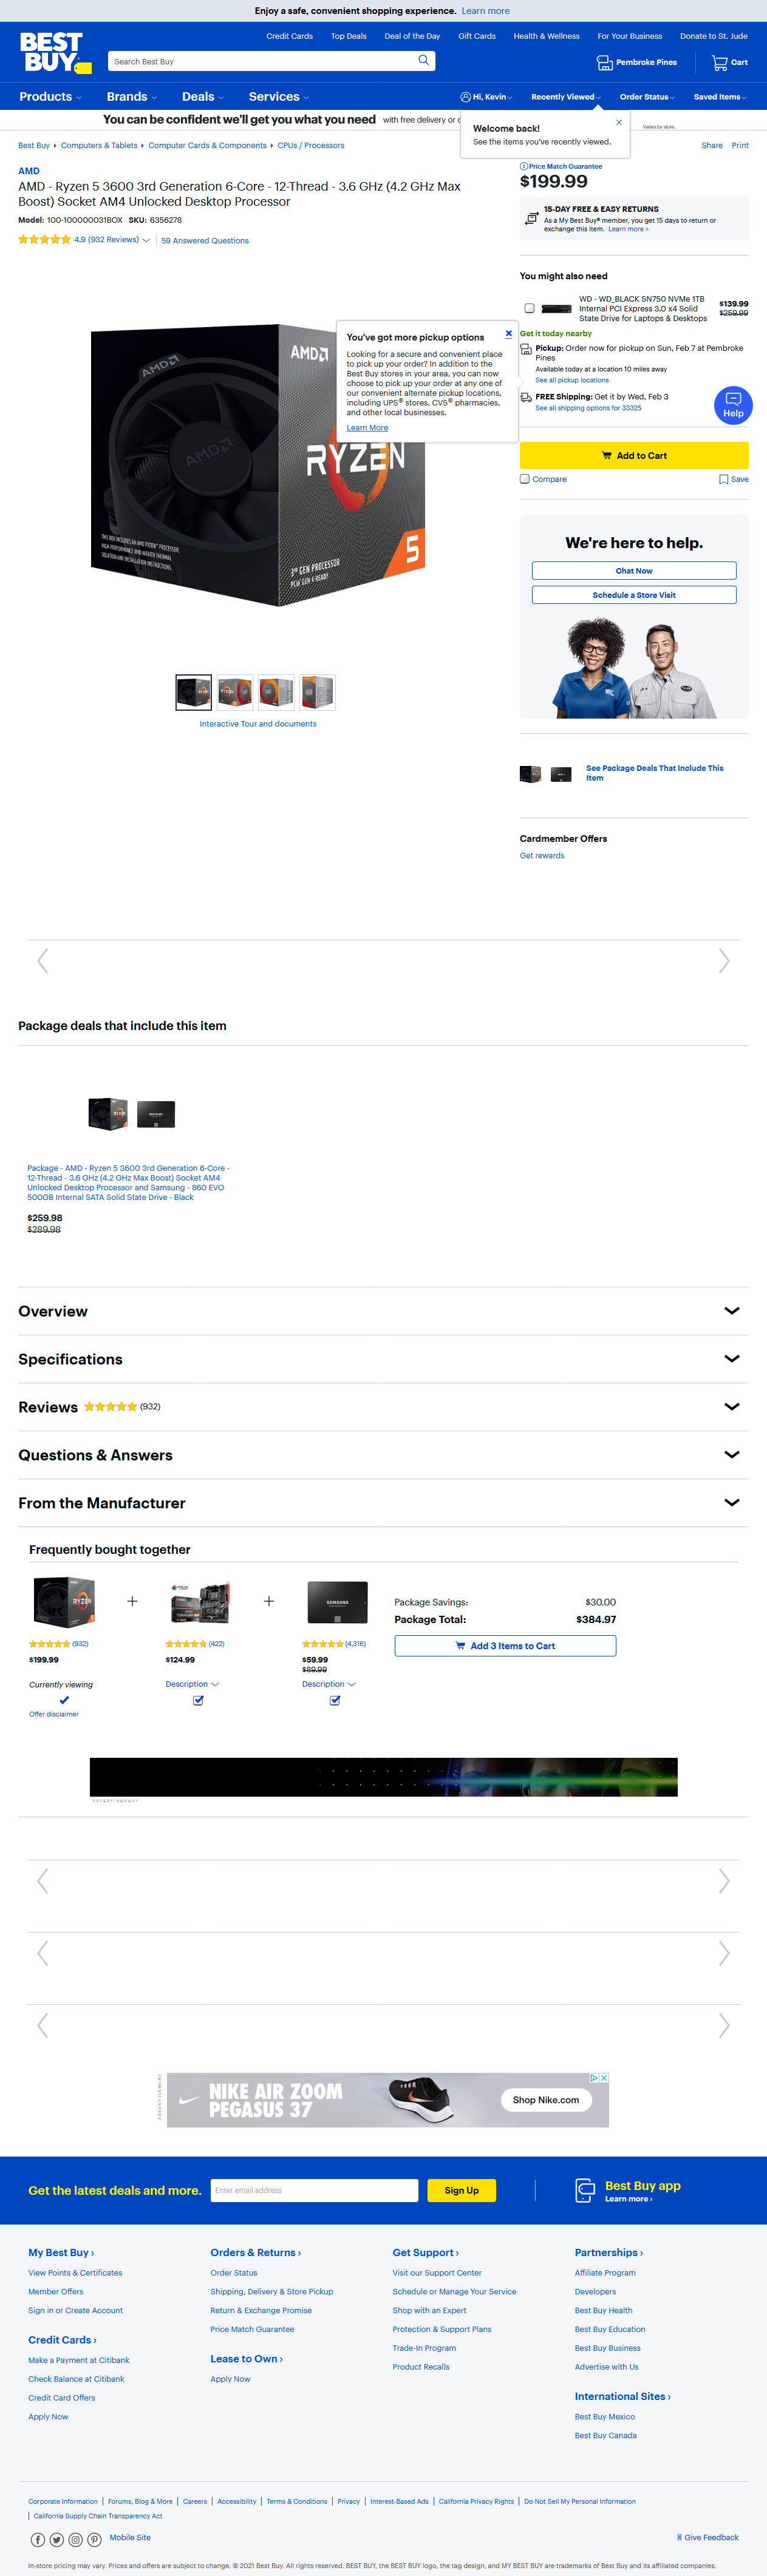 Enjoy a safe, convenient shopping experience. Learn more
BEST BUY
Credit Cards
Top Deals
Deal of the Day
Gift Cards
Health & Wellness
For Your Business
Donate to St. Jude
Search Best Buy
Pembroke Pines
Cart
Products
Brands
Deals
Services
Hi, Kevin
Recently Viewed
Order Status
Saved Items
You can be confident we'll get you what you need
with free delivery or
Varies by store.
Welcome back!
See the items you've recently viewed.
Best Buy
Computers & Tablets
Computer Cards & Components
CPUs / Processors
Share
Print
AMD
AMD - Ryzen 5 3600 3rd Generation 6-Core - 12-Thread - 3.6 GHz (4.2 GHz Max
Boost) Socket AM4 Unlocked Desktop Processor
Model: 100-100000031BOX SKU: 6356278
4.9 (932 Reviews)
59 Answered Questions
Price Match Guarantee
$199.99
15-DAY FREE & EASY RETURNS
As a My Best Buy® member, you get 15 days to return or
exchange this item. Learn more >
You might also need
WD - WD_BLACK SN750 NVMe 1TB
Internal PCI Express 3.0 x4 Solid
State Drive for Laptops & Desktops
$139.99
$259.99
Get it today nearby
Pickup: Order now for pickup on Sun, Feb 7 at Pembroke
Pines
Available today at a location 10 miles away
See all pickup locations
FREE Shipping: Get it by Wed, Feb 3
See all shipping options for 33325
Help
Add to Cart
Compare
Save
You've got more pickup options
Looking for a secure and convenient place
to pick up your order? In addition to the
Best Buy stores in your area, you can now
choose to pick up your order at any one of
our convenient alternate pickup locations,
including UPS® stores, CVS® pharmacies,
and other local businesses.
Learn More
AMD
AMD
AMD
RYZEN
5
THIS BOX INCLUDES AN AMD RYZEN PROCESSOR,
HIGH-PERFORMANCE AMD WRAITH THERMAL
SOLUTION AND INSTALLATION INSTRUCTIONS.
3RD GEN PROCESSOR
PCIe GEN 4 READY
Interactive Tour and documents
We're here to help.
Chat Now
Schedule a Store Visit
See Package Deals That Include This
Item
Cardmember Offers
Get rewards
Package deals that include this item
Package - AMD - Ryzen 5 3600 3rd Generation 6-Core -
12-Thread - 3.6 GHz (4.2 GHz Max Boost) Socket AM4
Unlocked Desktop Processor and Samsung - 860 EVO
500GB Internal SATA Solid State Drive - Black
$259.98
$289.98
Overview
Specifications
Reviews (932)
Questions & Answers
From the Manufacturer
Frequently bought together
RYZEN
SAMSUNG
(932)
$199.99
Currently viewing
Offer disclaimer
(422)
$124.99
Description
(4,316)
$59.99
$89.99
Description
Package Savings: $30.00
Package Total: $384.97
Add 3 Items to Cart
ADVERTISEMENT
ADVERTISEMENT
NIKE AIR ZOOM
PEGASUS 37
Shop Nike.com
Get the latest deals and more.
Enter email address
Sign Up
Best Buy app
Learn more ›
My Best Buy ›
View Points & Certificates
Member Offers
Sign in or Create Account
Credit Cards ›
Make a Payment at Citibank
Check Balance at Citibank
Credit Card Offers
Apply Now
Orders & Returns ›
Order Status
Shipping, Delivery & Store Pickup
Return & Exchange Promise
Price Match Guarantee
Lease to Own ›
Apply Now
Get Support ›
Visit our Support Center
Schedule or Manage Your Service
Shop with an Expert
Protection & Support Plans
Trade-In Program
Product Recalls
Partnerships ›
Affiliate Program
Developers
Best Buy Health
Best Buy Education
Best Buy Business
Advertise with Us
International Sites ›
Best Buy Mexico
Best Buy Canada
Corporate Information | Forums, Blog & More | Careers | Accessibility | Terms & Conditions | Privacy | Interest-Based Ads | California Privacy Rights | Do Not Sell My Personal Information
| California Supply Chain Transparency Act
Mobile Site
Give Feedback
In-store pricing may vary. Prices and offers are subject to change. © 2021 Best Buy. All rights reserved. BEST BUY, the BEST BUY logo, the tag design, and MY BEST BUY are trademarks of Best Buy and its affiliated companies.